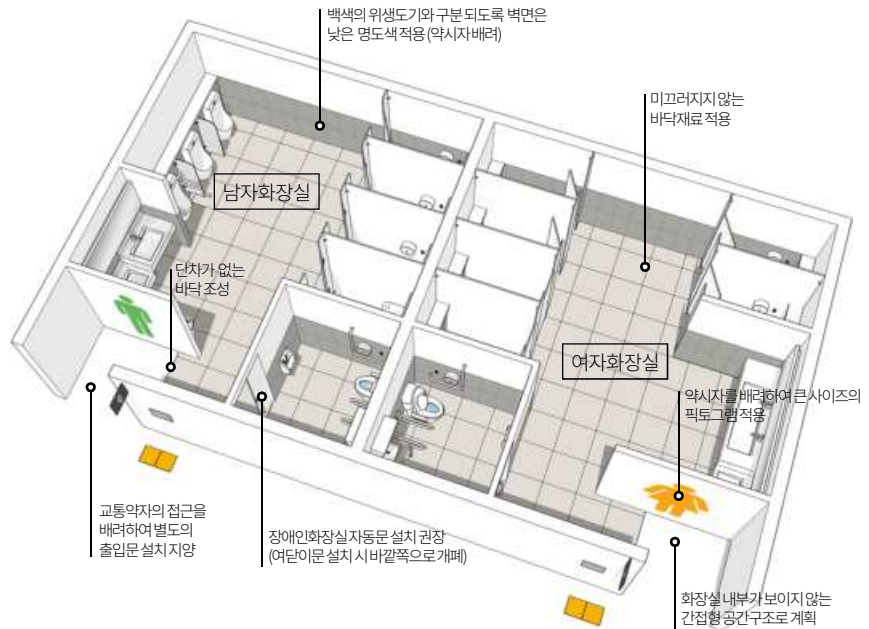 백색의 위생도기와 구분 되도록 벽면은
낮은 명도색 적용 (약시자 배려)
미끄러지지 않는
바닥재료 적용
남자화장실
단차가 없는
바닥 조성
여자화장실
약시자를 배려하여 큰 사이즈의
픽토그램 적용
교통약자의 접근을
배려하여 별도의
출입문 설치 지양
장애인화장실 자동문 설치 권장
(여닫이문 설치 시 바깥쪽으로 개폐)
화장실 내부가 보이지 않는
간접형 공간구조로 계획